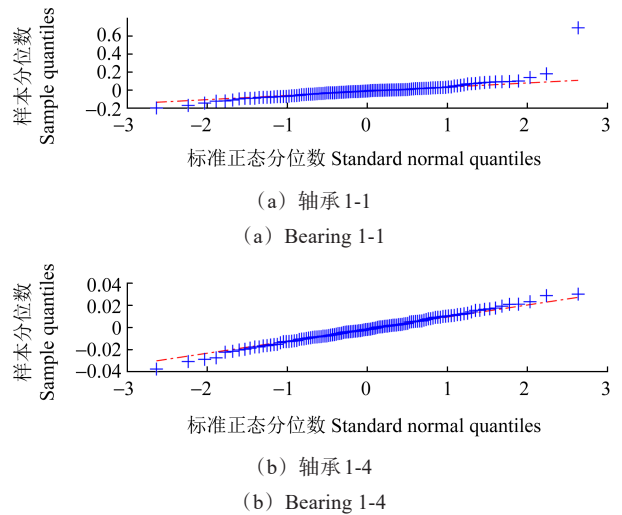 样本分位数
Sample quantiles
0.6
0.4
0.2
0
−0.2
−3
−2
−1
0
1
2
3
标准正态分位数 Standard normal quantiles
（a）轴承 1-1
（a）Bearing 1-1
样本分位数
Sample quantiles
0.04
0.02
0
−0.02
−0.04
−3
−2
−1
0
1
2
3
标准正态分位数 Standard normal quantiles
（b）轴承 1-4
（b）Bearing 1-4